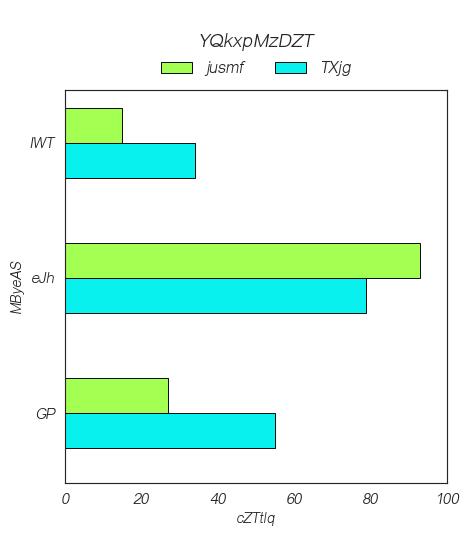 YQkxpMzDZT
jusmf TXjg
IWT
eJh
GP
MByeAS
0 20 40 60 80 100
cZTtlq